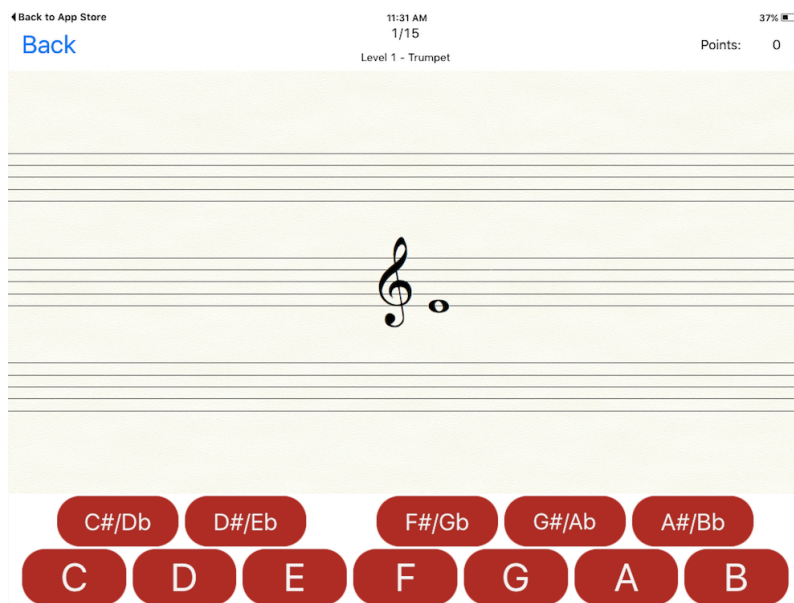 Back to App Store 11:31 AM 37%
Back 1/15 Points: 0
Level 1 - Trumpet
C#/Db D#/Eb F#/Gb G#/Ab A#/Bb
C D E F G A B